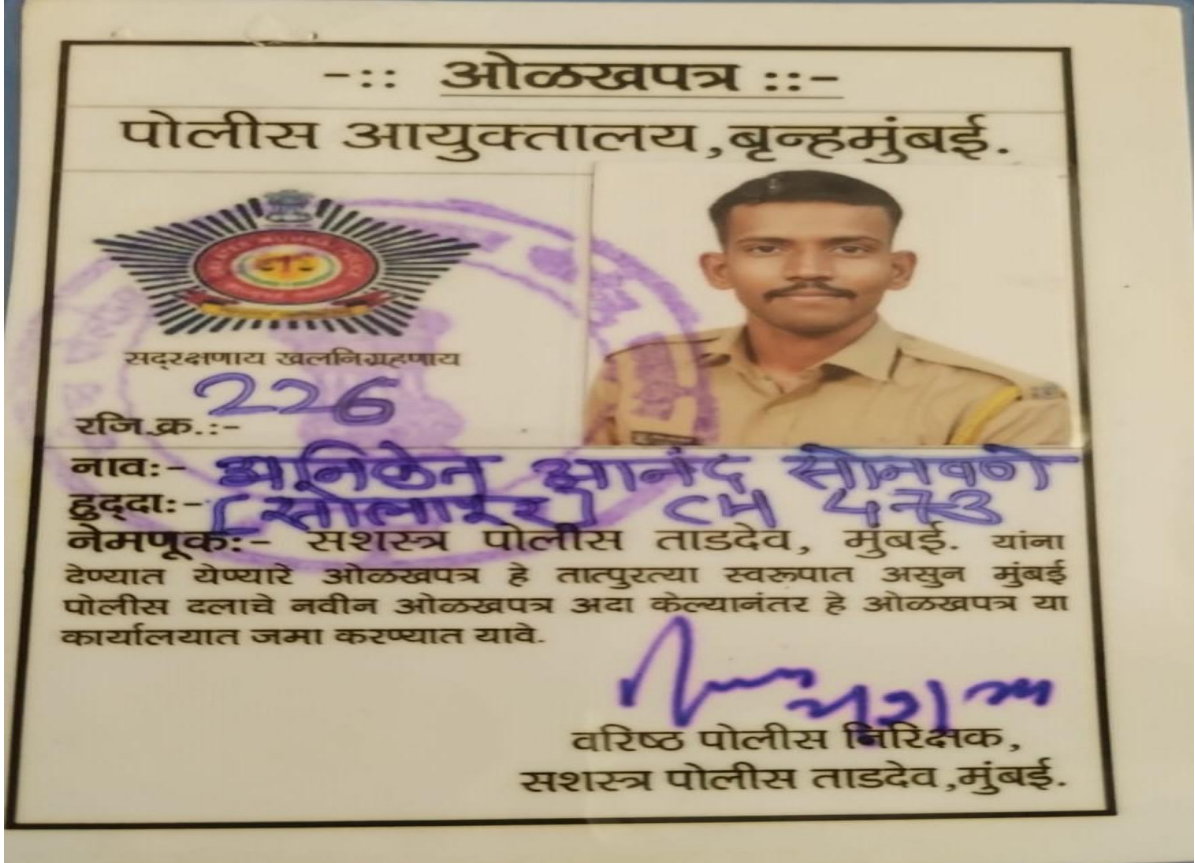 -:: ओळखपत्र ::-
पोलीस आयुक्तालय,बृन्हमुंबई.
सद्‌रक्षणाय खलनिग्रहणाय
रजि.क्र.:- 226
नाव:- अनिकेत आनंद सोनवणे
हुद्‌दा:- [सोलापूर] CH 473
नेमणूक:- सशस्त्र पोलीस ताडदेव, मुंबई. यांना
देण्यात येण्यारे ओळखपत्र हे तात्पुरत्या स्वरूपात असुन मुंबई
पोलीस दलाचे नवीन ओळखपत्र अदा केल्यानंतर हे ओळखपत्र या
कार्यालयात जमा करण्यात यावे.
वरिष्ठ पोलीस निरिक्षक,
सशस्त्र पोलीस ताडदेव,मुंबई.